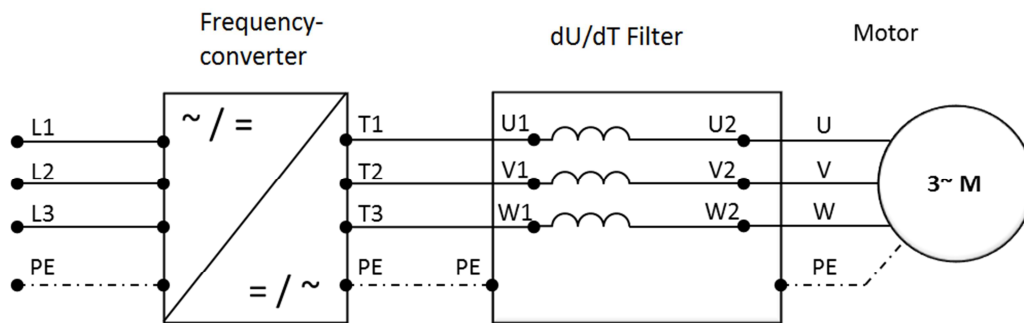 Frequency-
converter
dU/dT Filter
Motor
~ / =
L1
T1
U1
U2
U
L2
T2
V1
V2
V
3~ M
L3
T3
W1
W2
W
PE
= / ~
PE
PE
PE